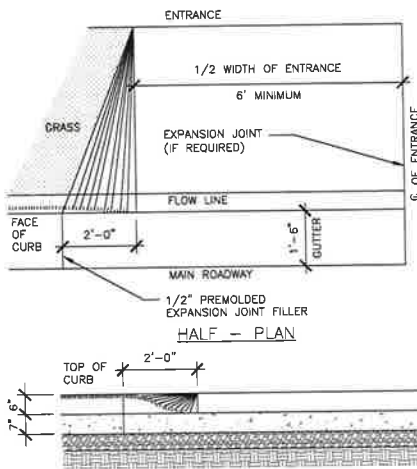 ENTRANCE
1/2 WIDTH OF ENTRANCE
6' MINIMUM
GRASS
EXPANSION JOINT
(IF REQUIRED)
℄ OF ENTRANCE
FLOW LINE
FACE
OF
CURB
2'-0"
1'-6"
GUTTER
MAIN ROADWAY
1/2" PREMOLDED
EXPANSION JOINT FILLER
HALF - PLAN
TOP OF
CURB
2'-0"
6"
7"